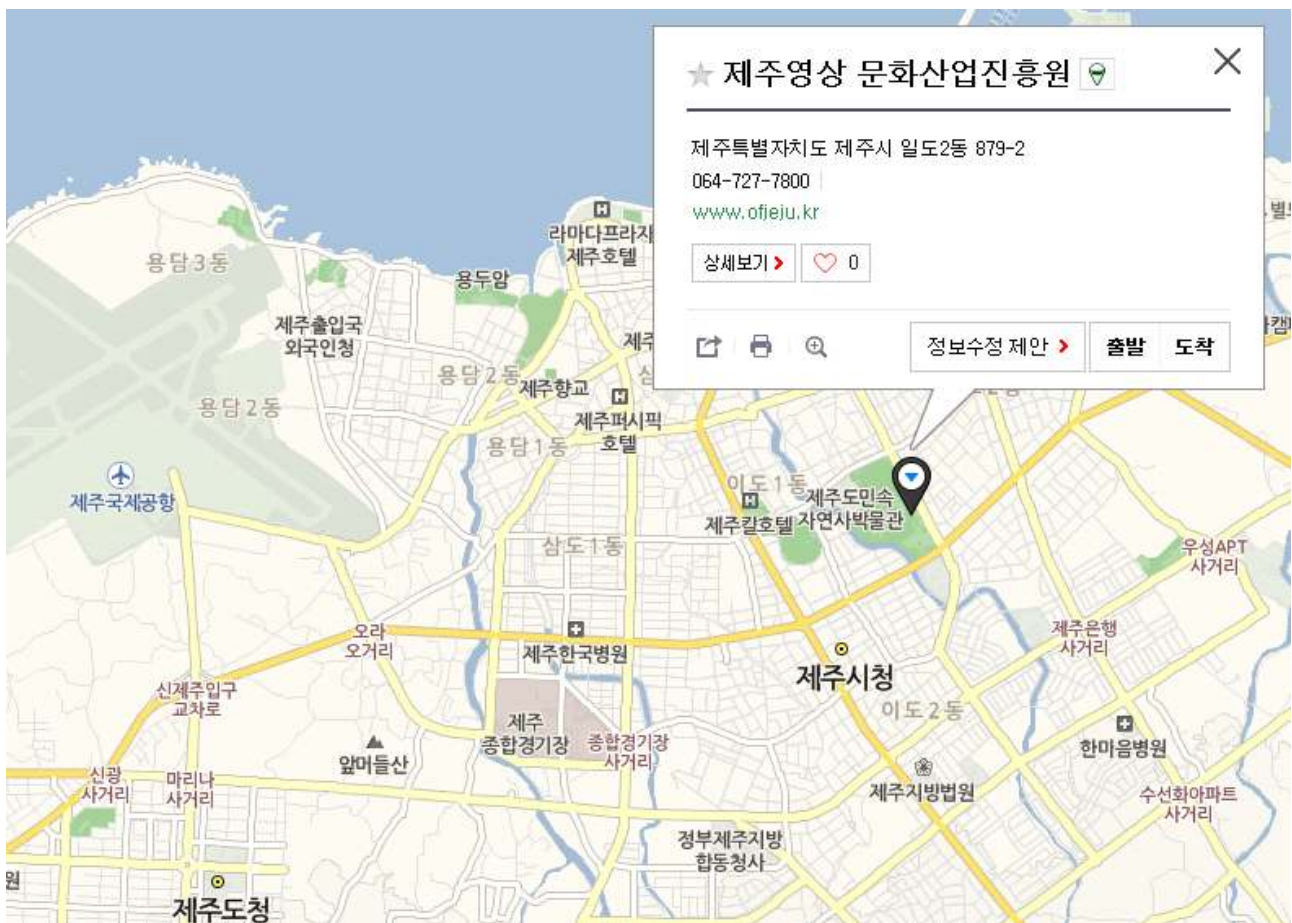 제주영상 문화산업진흥원
제주특별자치도 제주시 일도2동 879-2
064-727-7800
www.ofjeju.kr
상세보기
0
정보수정 제안
출발 도착
라마다프라자
제주호텔
용담3동
용두암
제주출입국
외국인청
용담2동
제주향교
용담2동
제주퍼시픽
호텔
용담1동
제주국제공항
이도1동
제주칼호텔
제주도민속
자연사박물관
삼도1동
우성APT
사거리
오라
오거리
제주한국병원
제주은행
사거리
제주시청
신제주입구
교차로
이도2동
제주
종합경기장
종합경기장
사거리
앞머들산
한마음병원
신광
사거리
마리나
사거리
제주지방법원
수선화아파트
사거리
정부제주지방
합동청사
제주도청